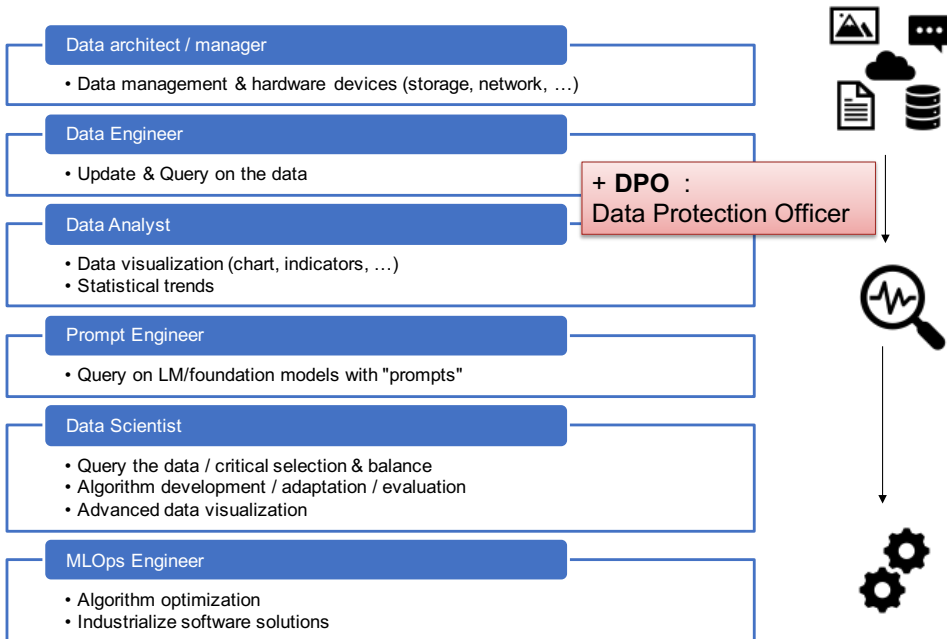 Data architect / manager
• Data management & hardware devices (storage, network, …)
Data Engineer
• Update & Query on the data
+ DPO :
Data Protection Officer
Data Analyst
• Data visualization (chart, indicators, …)
• Statistical trends
Prompt Engineer
• Query on LM/foundation models with "prompts"
Data Scientist
• Query the data / critical selection & balance
• Algorithm development / adaptation / evaluation
• Advanced data visualization
MLOps Engineer
• Algorithm optimization
• Industrialize software solutions